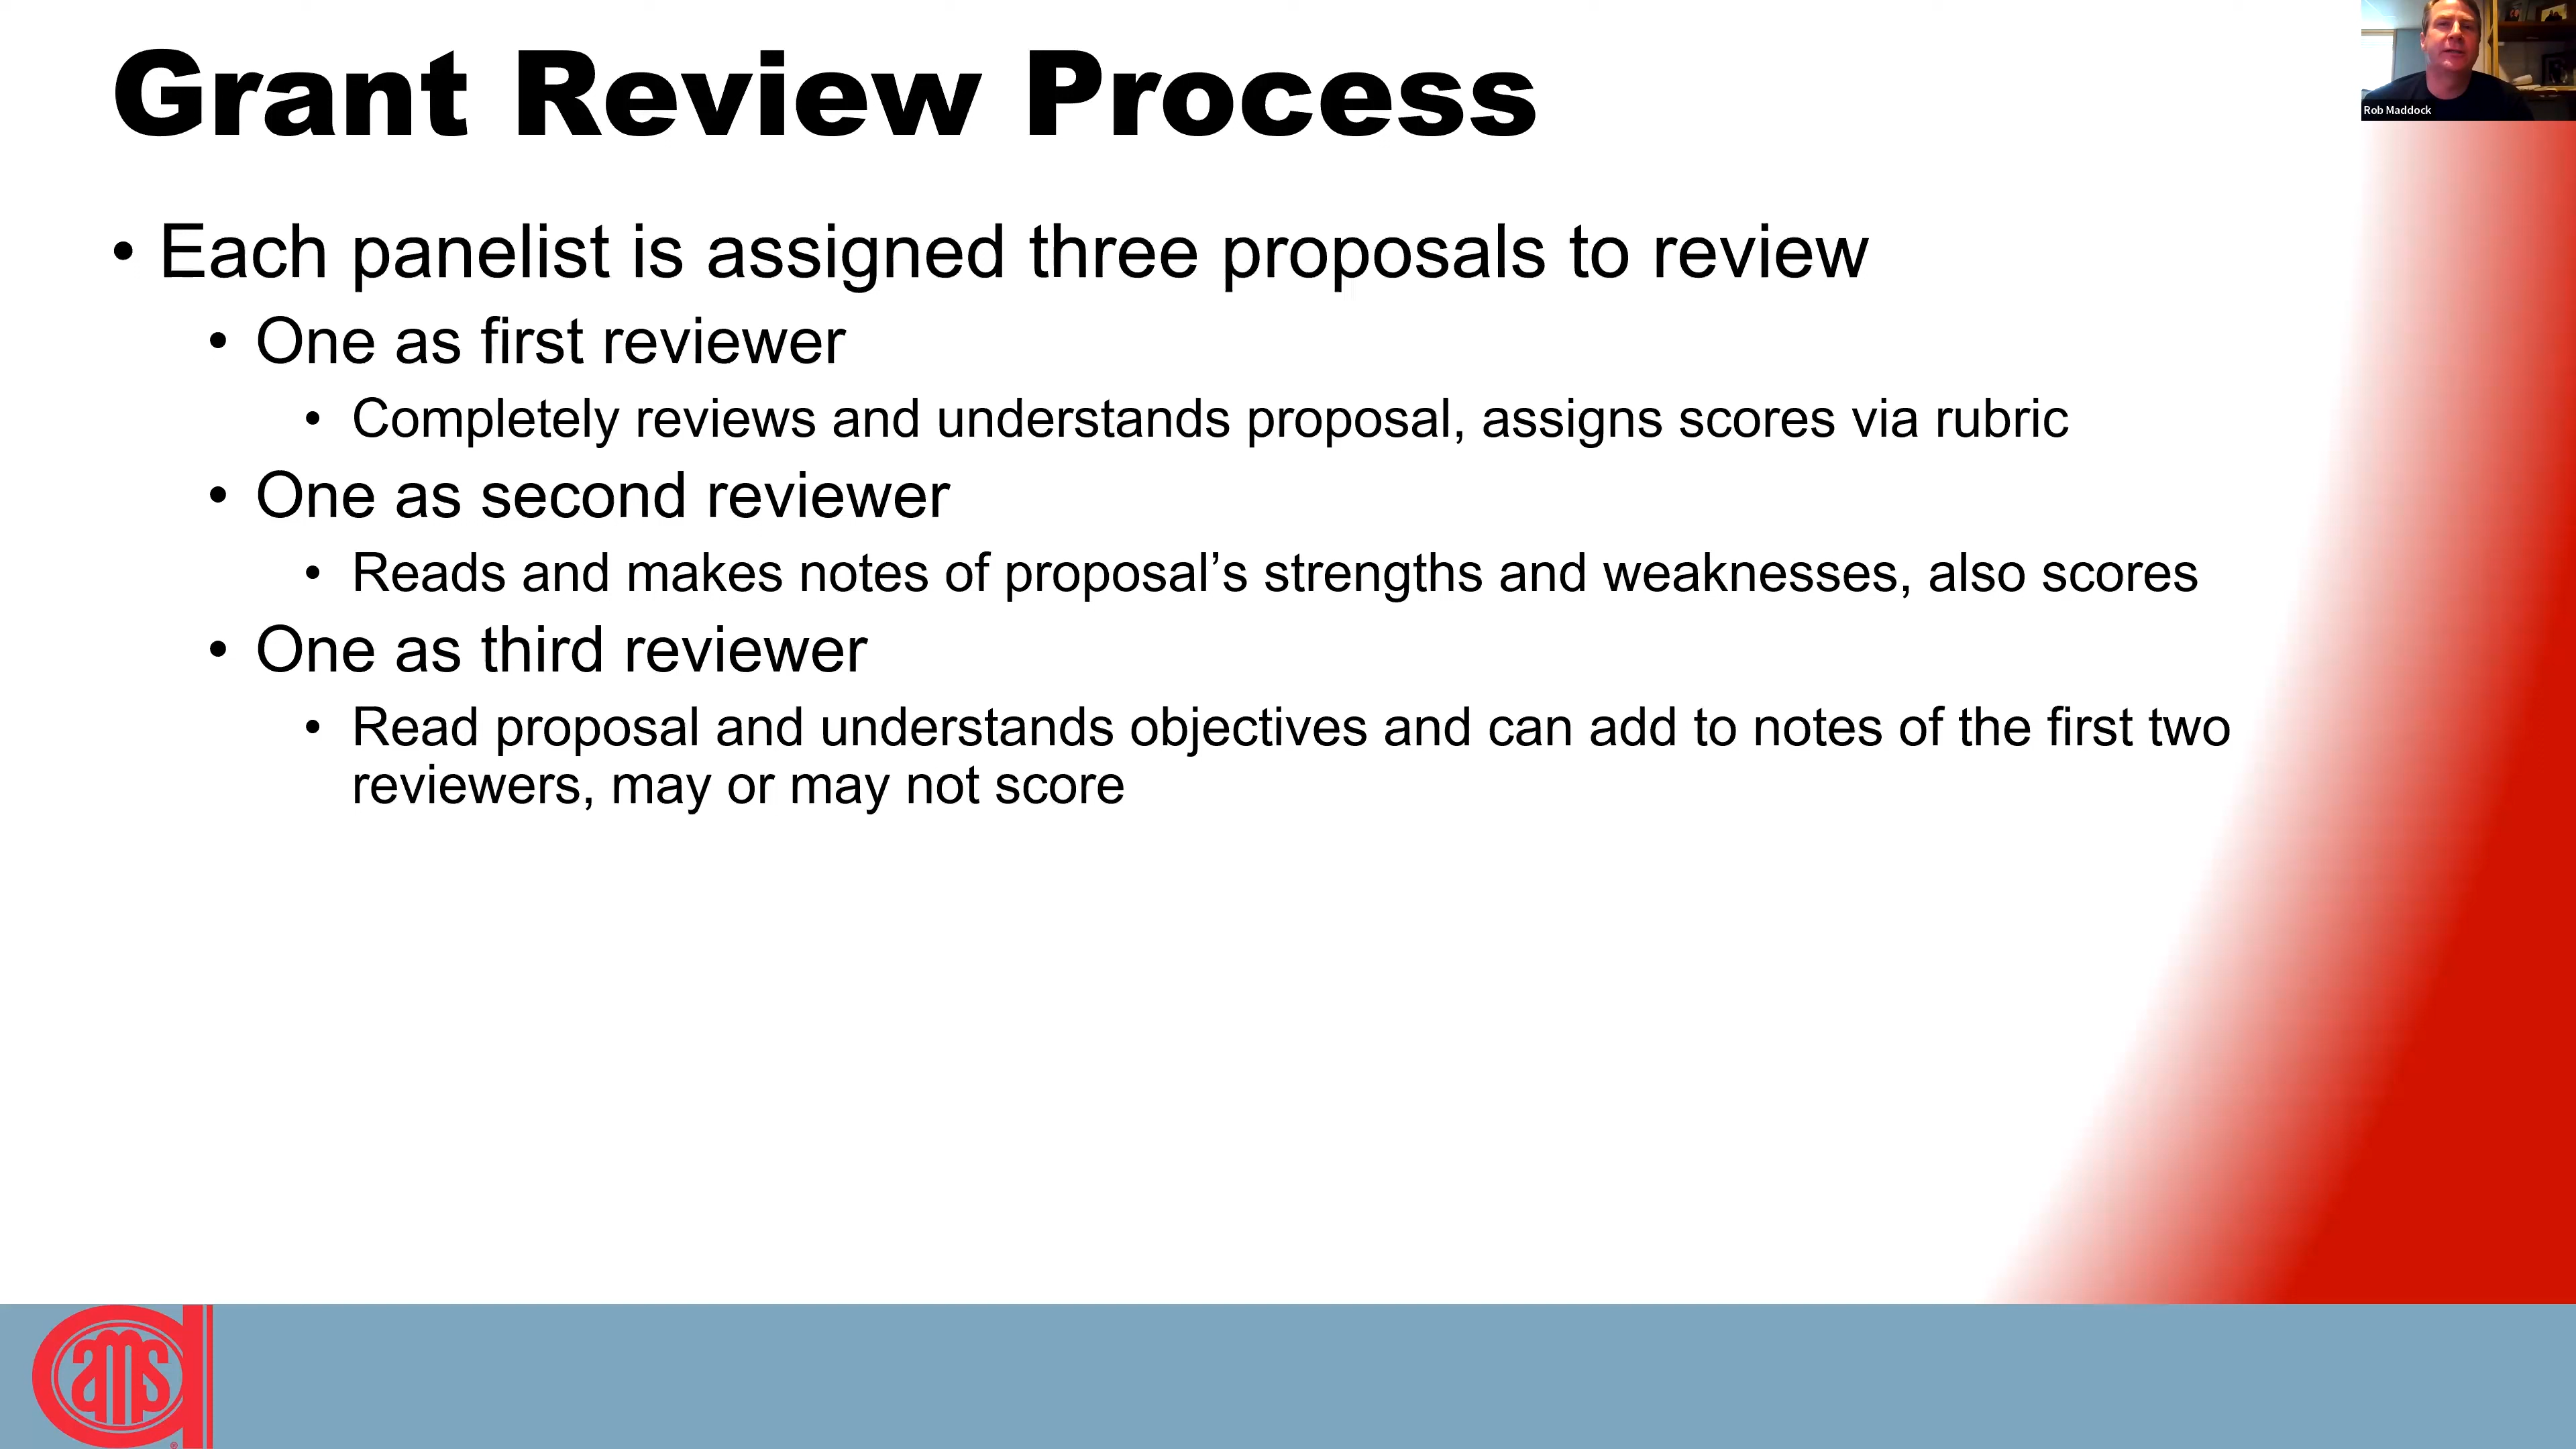 Grant Review Process
Rob Maddock
• Each panelist is assigned three proposals to review
• One as first reviewer
• Completely reviews and understands proposal, assigns scores via rubric
• One as second reviewer
• Reads and makes notes of proposal’s strengths and weaknesses, also scores
• One as third reviewer
• Read proposal and understands objectives and can add to notes of the first two
reviewers, may or may not score
ams
®